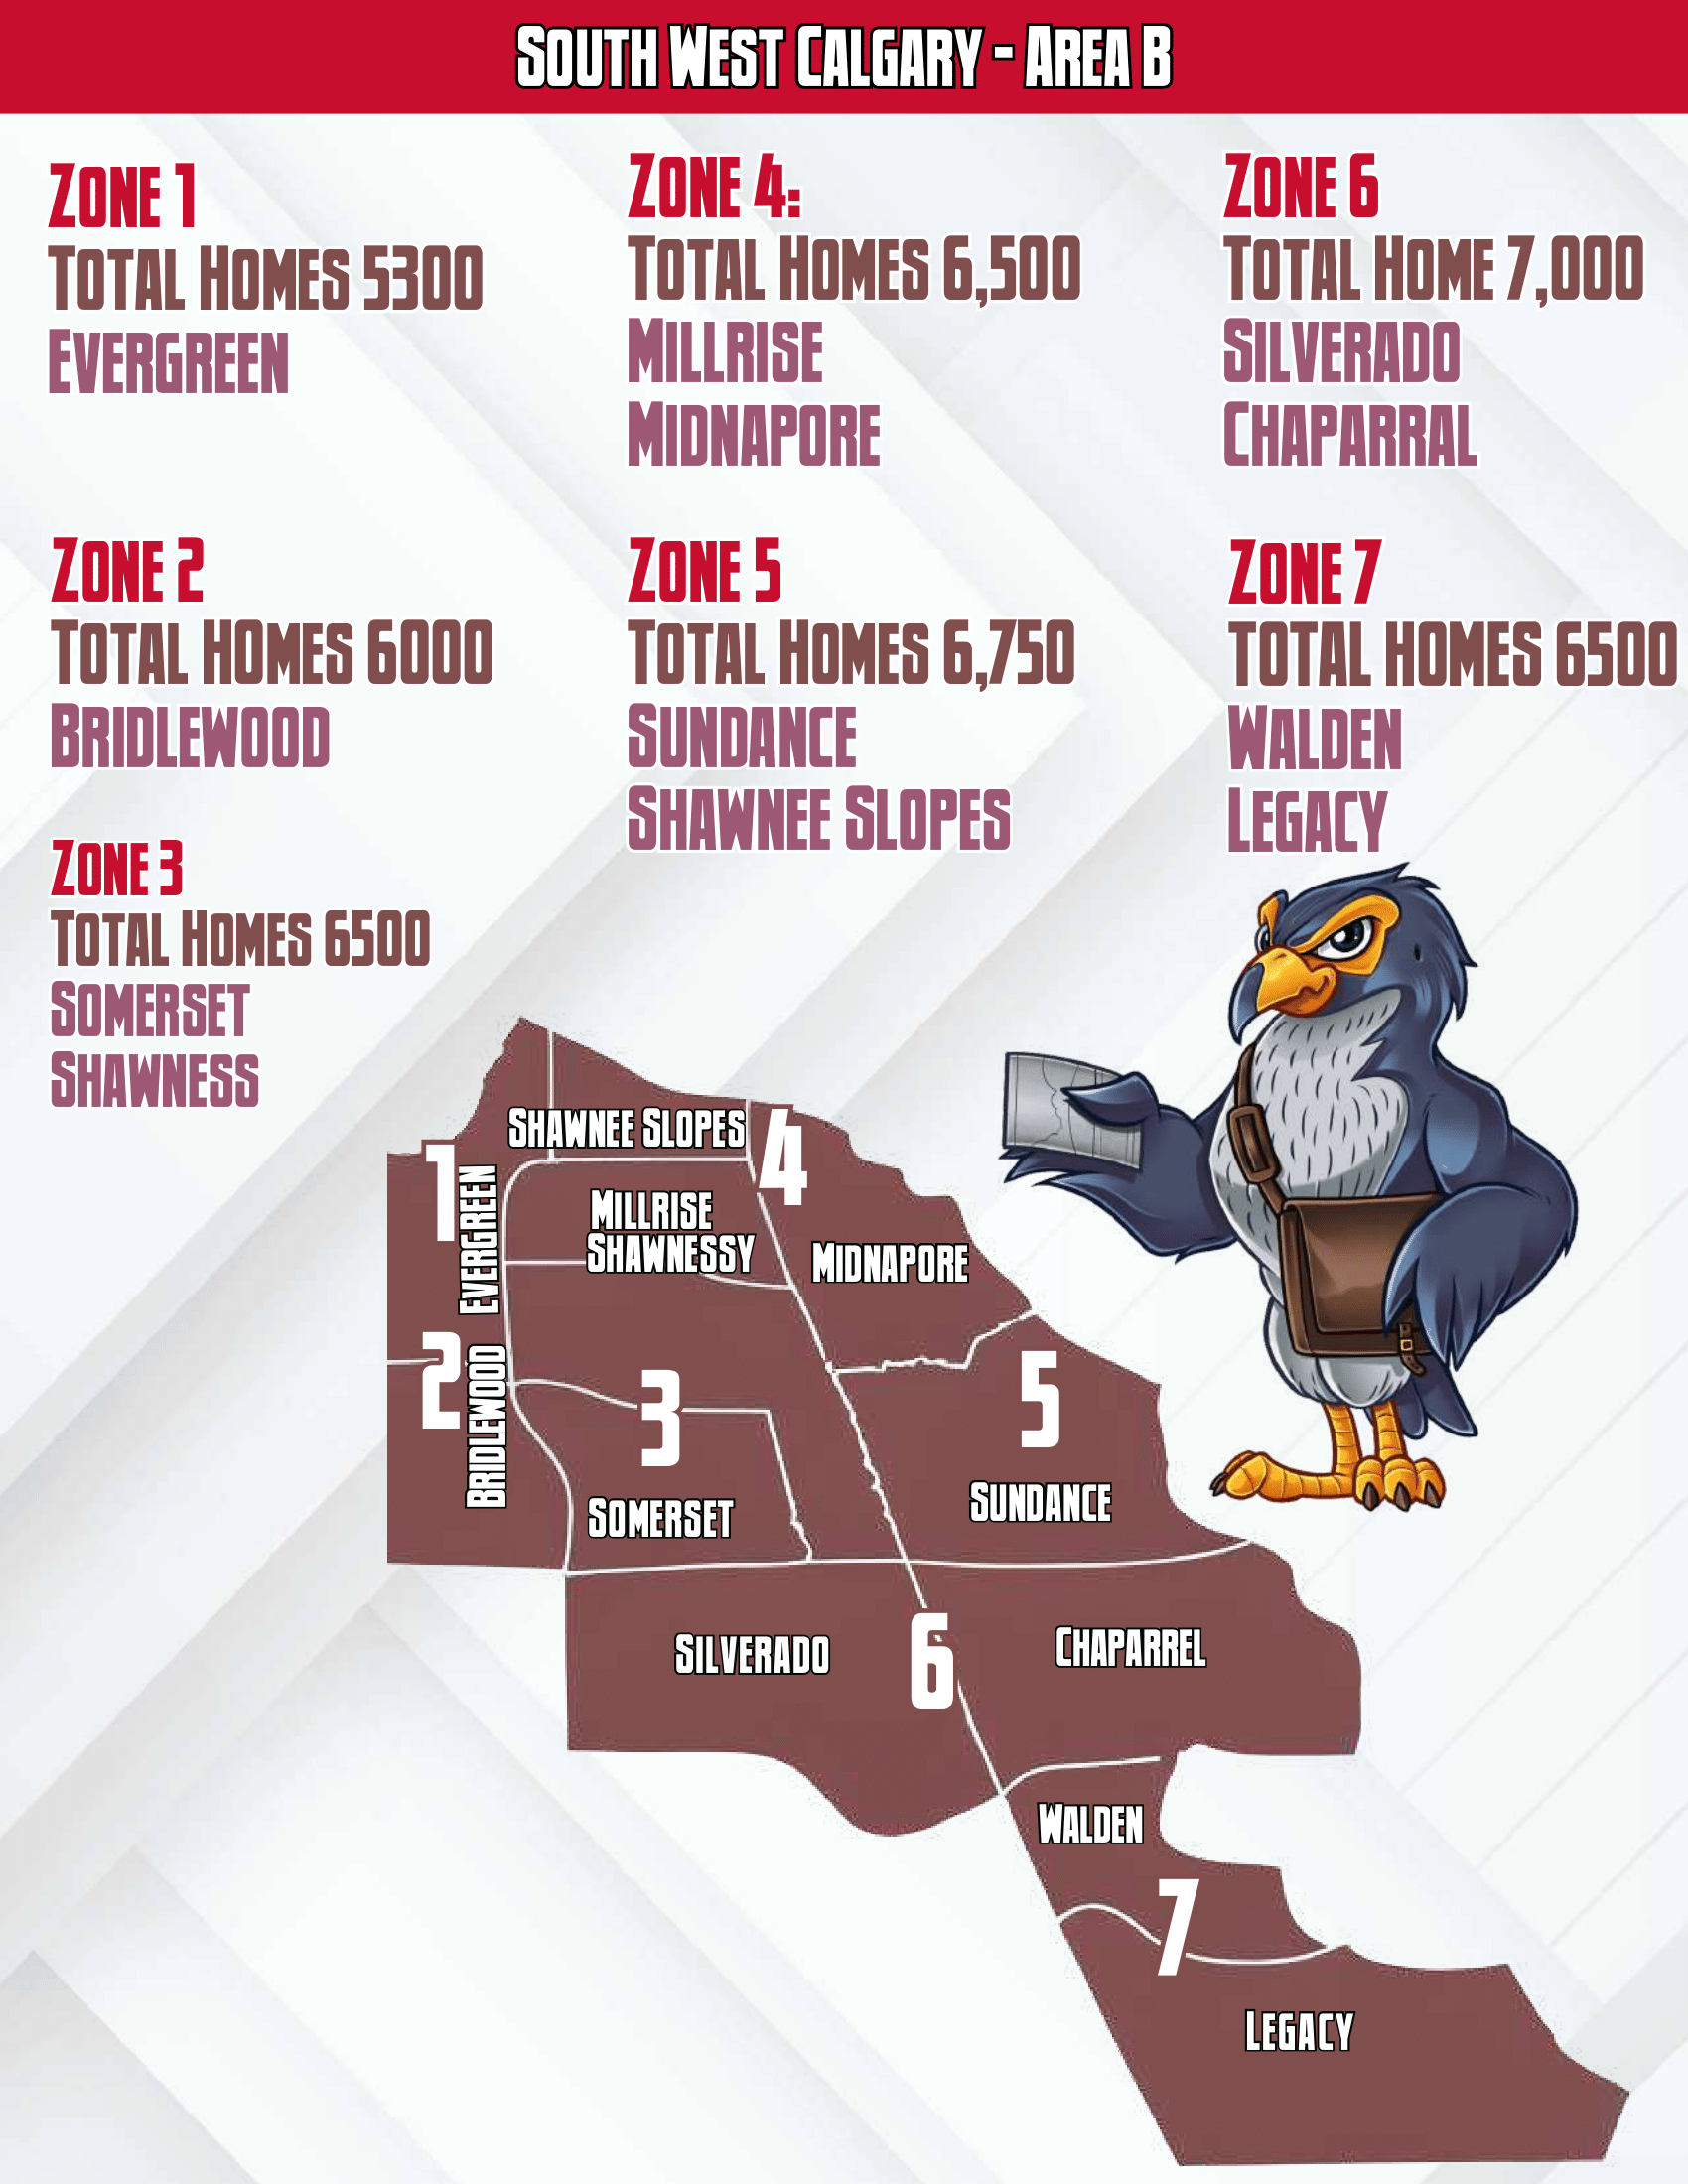 South West Calgary - Area B
Zone 1
Total Homes 5300
Evergreen
Zone 2
Total HOmes 6000
Bridlewood
Zone 3
Total Homes 6500
Somerset
Shawness
Zone 4:
Total Homes 6,500
Millrise
Midnapore
Zone 5
Total Homes 6,750
Sundance
Shawnee Slopes
Zone 6
Total Home 7,000
Silverado
Chaparral
Zone 7
TOTAL HOMES 6500
Walden
Legacy
Shawnee Slopes
4
1
Evergreen
Millrise
Shawnessy
Midnapore
2
Bridlewood
3
5
Somerset
Sundance
Silverado
6
Chaparrel
Walden
7
Legacy